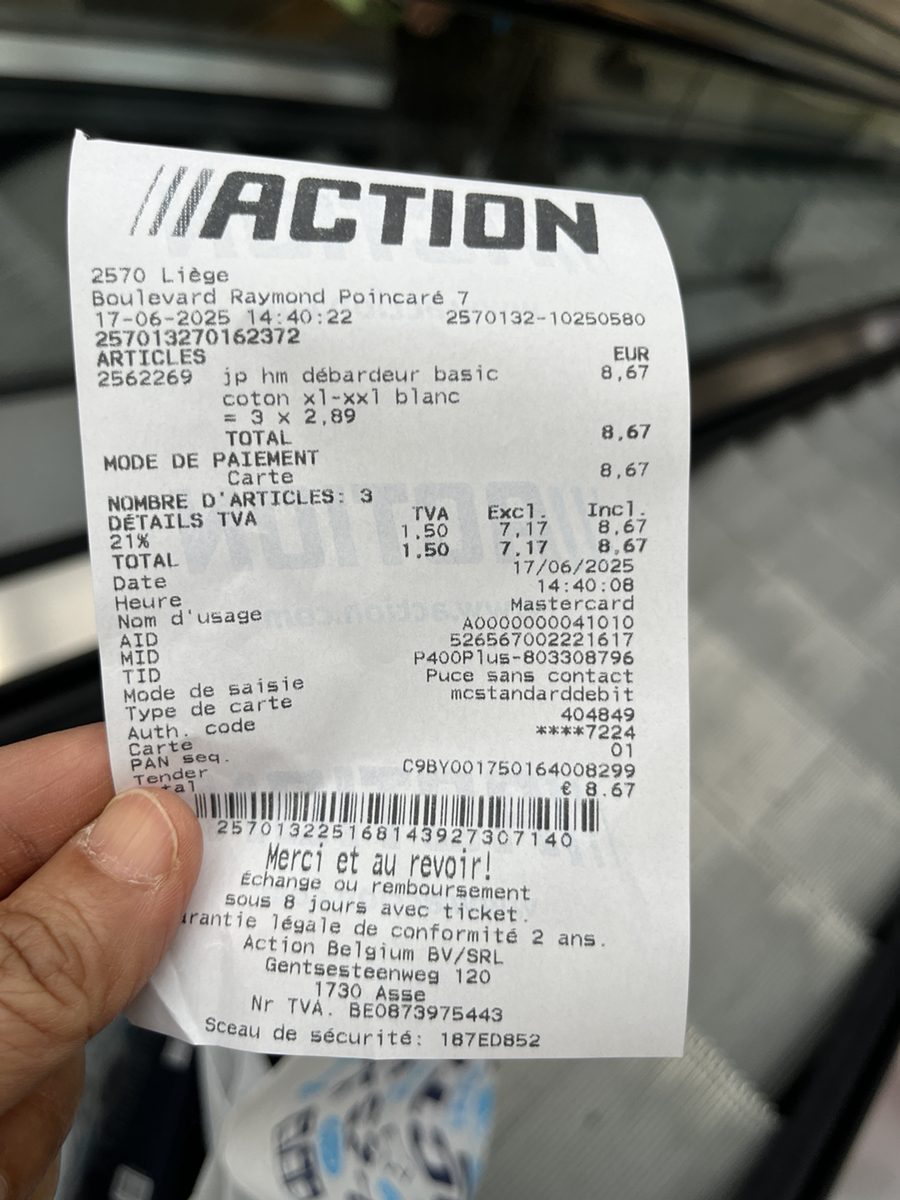 ///ACTION
2570 Liège
Boulevard Raymond Poincaré 7
17-06-2025 14:40:22 2570132-10250580
257013270162372
ARTICLES EUR
2562269 jp hm débardeur basic 8,67
coton xl-xxl blanc
= 3 x 2,89
TOTAL 8,67
MODE DE PAIEMENT
Carte 8,67
NOMBRE D'ARTICLES: 3
DÉTAILS TVA TVA Excl. Incl.
21% 1,50 7,17 8,67
TOTAL 1,50 7,17 8,67
Date 17/06/2025
Heure 14:40:08
Nom d'usage Mastercard
AID A0000000041010
MID 526567002221617
TID P400Plus-803308796
Mode de saisie Puce sans contact
Type de carte mcstandarddebit
Auth. code 404849
Carte ****7224
PAN seq. 01
Tender C9BY001750164008299
tal € 8.67
2570132251681439273071​40
Merci et au revoir!
Échange ou remboursement
sous 8 jours avec ticket.
arantie légale de conformité 2 ans.
Action Belgium BV/SRL
Gentsesteenweg 120
1730 Asse
Nr TVA. BE0873975443
Sceau de sécurité: 187ED852